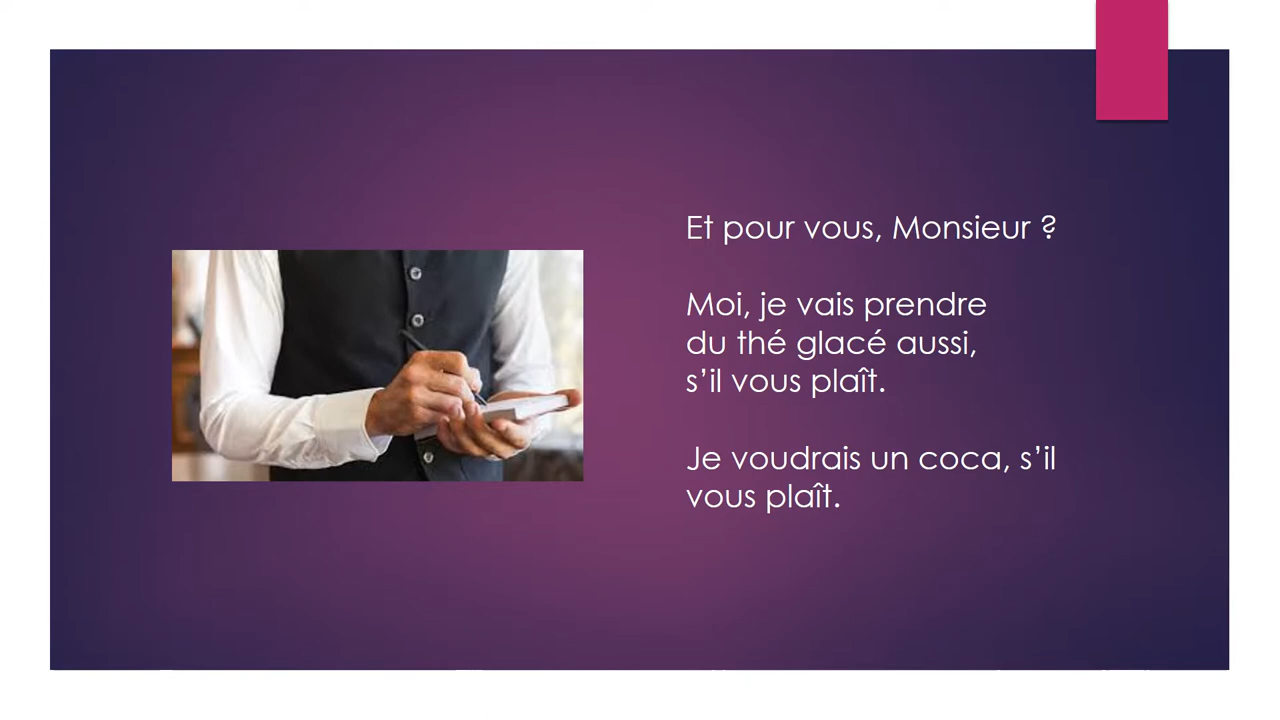 Et pour vous, Monsieur ?
Moi, je vais prendre
du thé glacé aussi,
s’il vous plaît.
Je voudrais un coca, s’il
vous plaît.